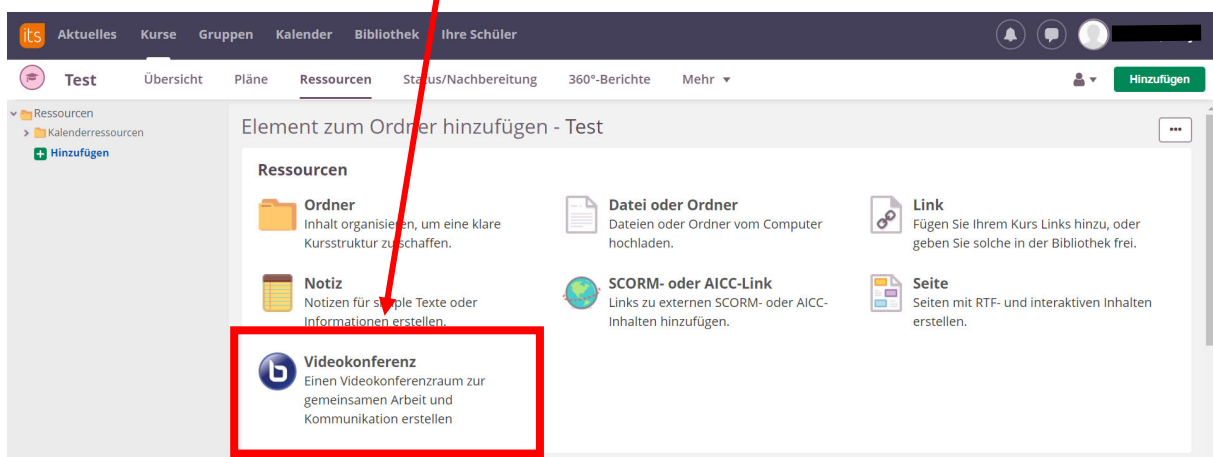 its Aktuelles Kurse Gruppen Kalender Bibliothek Ihre Schüler
Test Übersicht Pläne Ressourcen Status/Nachbereitung 360°-Berichte Mehr Hinzufügen
Ressourcen
Kalenderressourcen
Hinzufügen
Element zum Ordner hinzufügen - Test
Ressourcen
Ordner
Inhalt organisieren, um eine klare
Kursstruktur zu schaffen.
Datei oder Ordner
Dateien oder Ordner vom Computer
hochladen.
Link
Fügen Sie Ihrem Kurs Links hinzu, oder
geben Sie solche in der Bibliothek frei.
Notiz
Notizen für simple Texte oder
Informationen erstellen.
SCORM- oder AICC-Link
Links zu externen SCORM- oder AICC-
Inhalten hinzufügen.
Seite
Seiten mit RTF- und interaktiven Inhalten
erstellen.
Videokonferenz
Einen Videokonferenzraum zur
gemeinsamen Arbeit und
Kommunikation erstellen